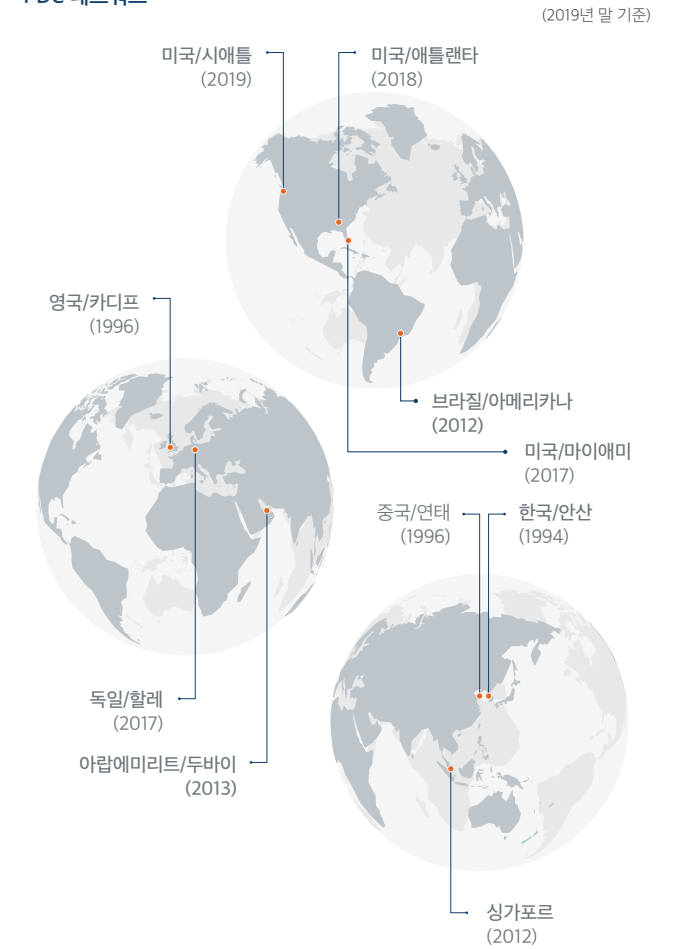 (2019년 말 기준)
미국/시애틀
(2019)
미국/애틀랜타
(2018)
영국/카디프
(1996)
브라질/아메리카나
(2012)
미국/마이애미
(2017)
중국/연태
(1996)
한국/안산
(1994)
독일/할레
(2017)
아랍에미리트/두바이
(2013)
싱가포르
(2012)